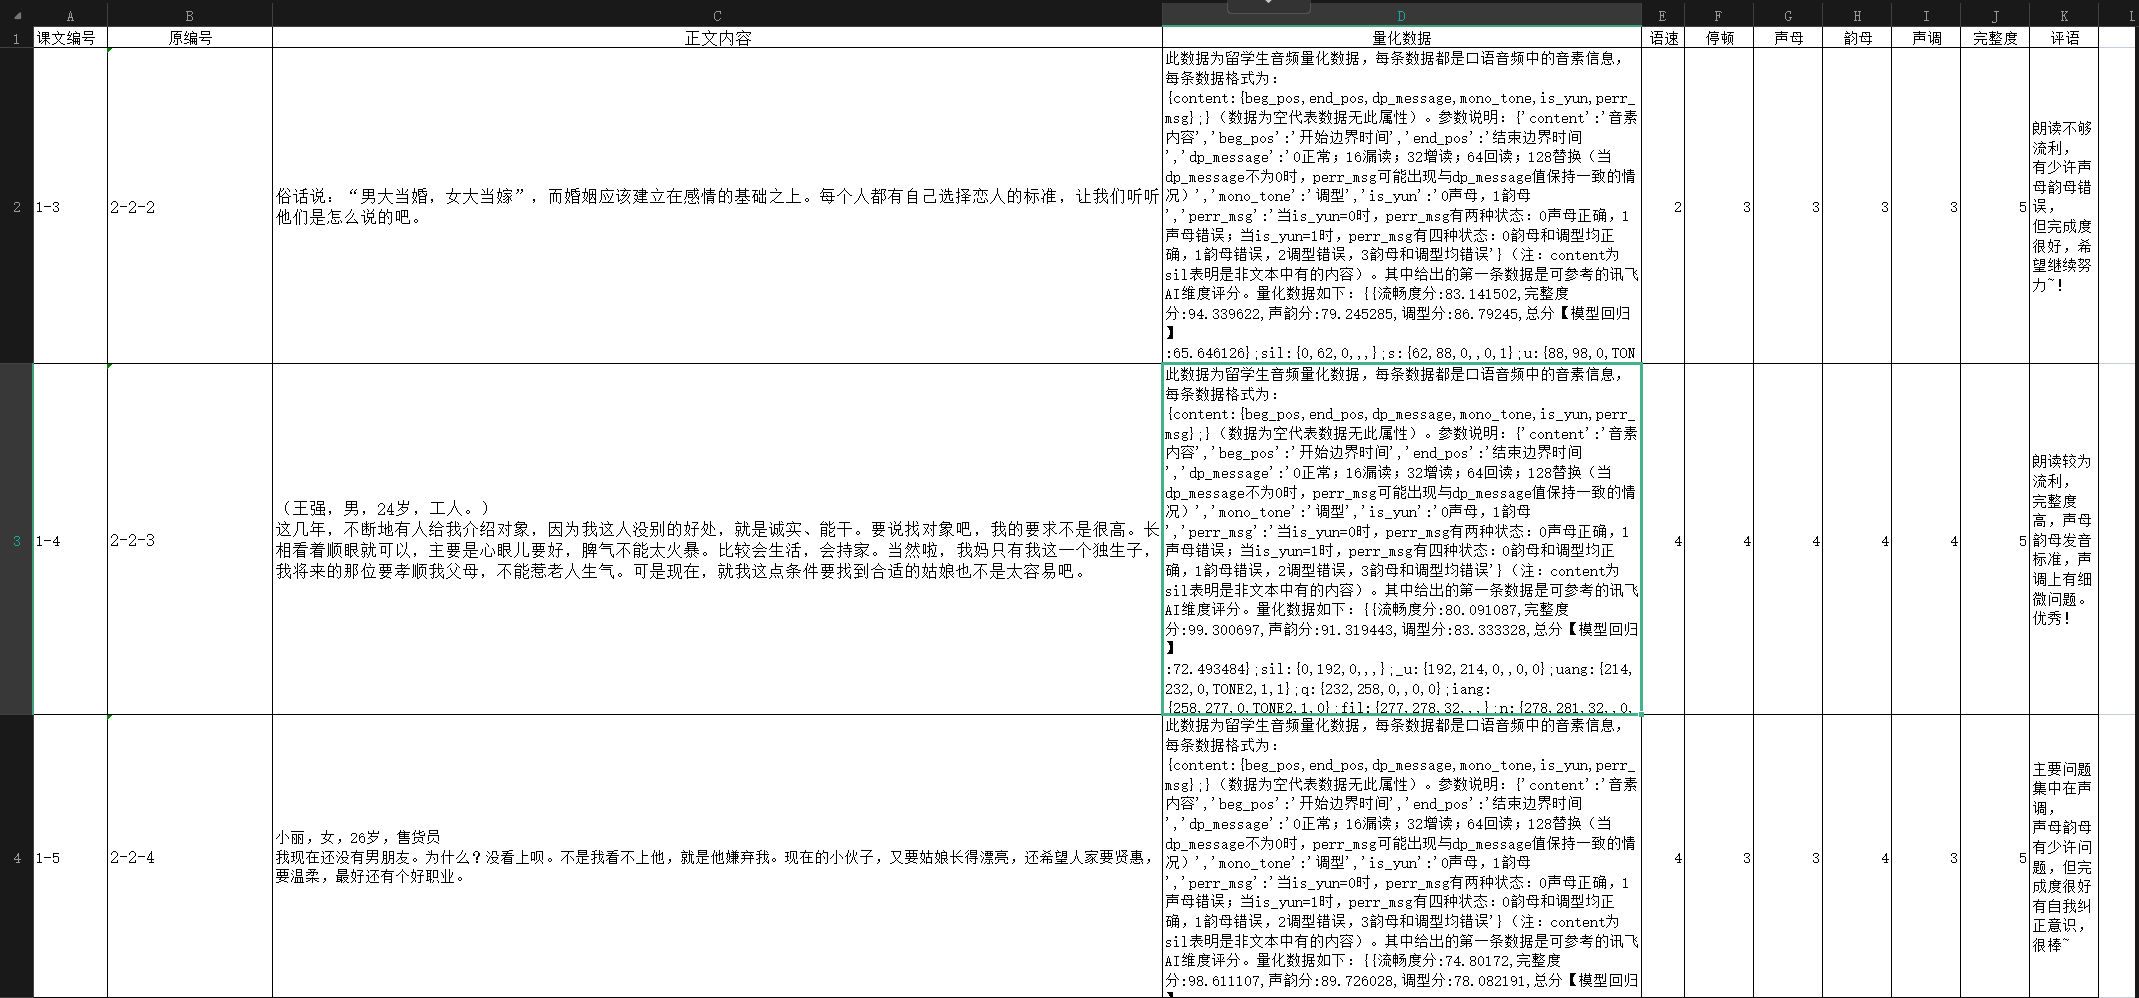 A B C D E F G H I J K L
1 课文编号 原编号 正文内容 量化数据 语速 停顿 声母 韵母 声调 完整度 评语
2 1-3 2-2-2
俗话说：“男大当婚，女大当嫁”，而婚姻应该建立在感情的基础之上。每个人都有自己选择恋人的标准，让我们听听
他们是怎么说的吧。
此数据为留学生音频量化数据，每条数据都是口语音频中的音素信息，
每条数据格式为：
{content:{beg_pos,end_pos,dp_message,mono_tone,is_yun,perr_
msg};}（数据为空代表数据无此属性）。参数说明：{'content':'音素
内容','beg_pos':'开始边界时间','end_pos':'结束边界时间
','dp_message':'0正常；16漏读；32增读；64回读；128替换（当
dp_message不为0时，perr_msg可能出现与dp_message值保持一致的情
况）','mono_tone':'调型','is_yun':'0声母，1韵母
','perr_msg':'当is_yun=0时，perr_msg有两种状态：0声母正确，1
声母错误；当is_yun=1时，perr_msg有四种状态：0韵母和调型均正
确，1韵母错误，2调型错误，3韵母和调型均错误'}（注：content为
sil表明是非文本中有的内容）。其中给出的第一条数据是可参考的讯飞
AI维度评分。量化数据如下：{{流畅度分:83.141502,完整度
分:94.339622,声韵分:79.245285,调型分:86.79245,总分【模型回归
】
:65.646126};sil:{0,62,0,,,};s:{62,88,0,,0,1};u:{88,98,0,TON
2 3 3 3 3 5
朗读不够
流利，
有少许声
母韵母错
误，
但完成度
很好，希
望继续努
力~！
3 1-4 2-2-3
（王强，男，24岁，工人。）
这几年，不断地有人给我介绍对象，因为我这人没别的好处，就是诚实、能干。要说找对象吧，我的要求不是很高。长
相看着顺眼就可以，主要是心眼儿要好，脾气不能太火暴。比较会生活，会持家。当然啦，我妈只有我这一个独生子，
我将来的那位要孝顺我父母，不能惹老人生气。可是现在，就我这点条件要找到合适的姑娘也不是太容易吧。
此数据为留学生音频量化数据，每条数据都是口语音频中的音素信息，
每条数据格式为：
{content:{beg_pos,end_pos,dp_message,mono_tone,is_yun,perr_
msg};}（数据为空代表数据无此属性）。参数说明：{'content':'音素
内容','beg_pos':'开始边界时间','end_pos':'结束边界时间
','dp_message':'0正常；16漏读；32增读；64回读；128替换（当
dp_message不为0时，perr_msg可能出现与dp_message值保持一致的情
况）','mono_tone':'调型','is_yun':'0声母，1韵母
','perr_msg':'当is_yun=0时，perr_msg有两种状态：0声母正确，1
声母错误；当is_yun=1时，perr_msg有四种状态：0韵母和调型均正
确，1韵母错误，2调型错误，3韵母和调型均错误'}（注：content为
sil表明是非文本中有的内容）。其中给出的第一条数据是可参考的讯飞
AI维度评分。量化数据如下：{{流畅度分:80.091087,完整度
分:99.300697,声韵分:91.319443,调型分:83.333328,总分【模型回归
】
:72.493484};sil:{0,192,0,,,};_u:{192,214,0,,0,0};uang:{214,
232,0,TONE2,1,1};q:{232,258,0,,0,0};iang:
{258,277,0,TONE2,1,0};fil:{277,278,32,,,};n:{278,281,32,,0,
4 4 4 4 4 5
朗读较为
流利，
完整度
高，声母
韵母发音
标准，声
调上有细
微问题。
优秀！
4 1-5 2-2-4
小丽，女，26岁，售货员
我现在还没有男朋友。为什么？没看上呗。不是我看不上他，就是他嫌弃我。现在的小伙子，又要姑娘长得漂亮，还希望人家要贤惠，
要温柔，最好还有个好职业。
此数据为留学生音频量化数据，每条数据都是口语音频中的音素信息，
每条数据格式为：
{content:{beg_pos,end_pos,dp_message,mono_tone,is_yun,perr_
msg};}（数据为空代表数据无此属性）。参数说明：{'content':'音素
内容','beg_pos':'开始边界时间','end_pos':'结束边界时间
','dp_message':'0正常；16漏读；32增读；64回读；128替换（当
dp_message不为0时，perr_msg可能出现与dp_message值保持一致的情
况）','mono_tone':'调型','is_yun':'0声母，1韵母
','perr_msg':'当is_yun=0时，perr_msg有两种状态：0声母正确，1
声母错误；当is_yun=1时，perr_msg有四种状态：0韵母和调型均正
确，1韵母错误，2调型错误，3韵母和调型均错误'}（注：content为
sil表明是非文本中有的内容）。其中给出的第一条数据是可参考的讯飞
AI维度评分。量化数据如下：{{流畅度分:74.80172,完整度
分:98.611107,声韵分:89.726028,调型分:78.082191,总分【模型回归
】
4 3 3 4 3 5
主要问题
集中在声
调，
声母韵母
有少许问
题，但完
成度很好
有自我纠
正意识，
很棒~